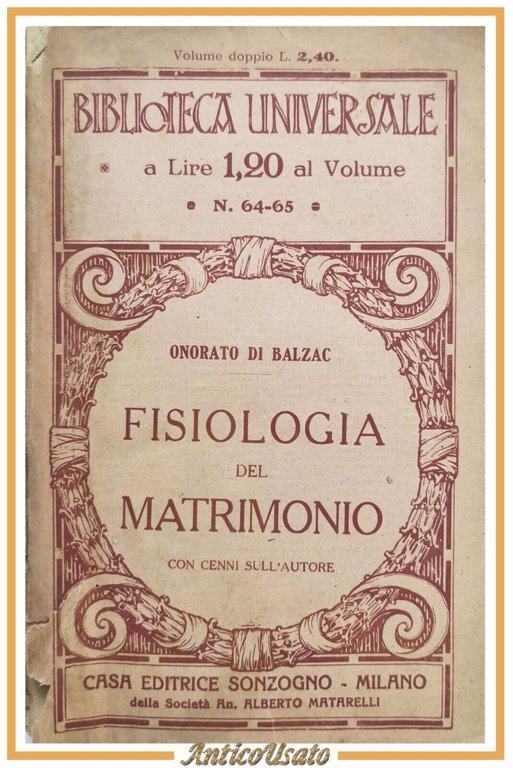 Volume doppio L. 2,40.
BIBLIOTECA UNIVERSALE
a Lire 1,20 al Volume
N. 64-65
ONORATO DI BALZAC
FISIOLOGIA
DEL
MATRIMONIO
CON CENNI SULL'AUTORE
CASA EDITRICE SONZOGNO - MILANO
della Società An. ALBERTO MATARELLI
AnticoUsato